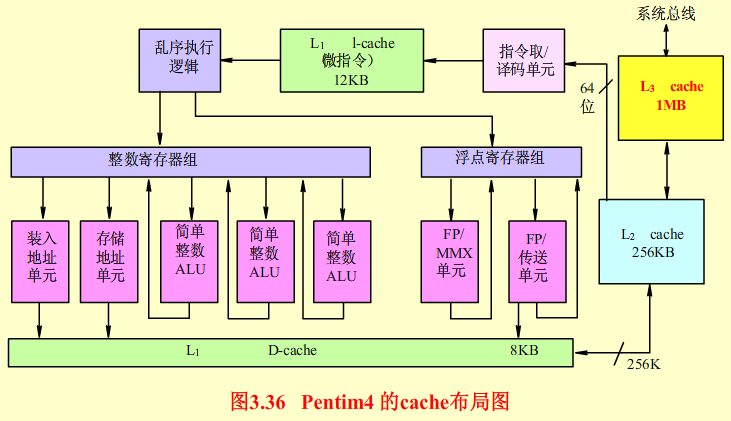 系统总线
乱序执行
逻辑
L1 l-cache
(微指令)
12KB
指令取/
译码单元
64
位
L3 cache
1MB
整数寄存器组
浮点寄存器组
装入
地址
单元
存储
地址
单元
简单
整数
ALU
简单
整数
ALU
简单
整数
ALU
FP/
MMX
单元
FP/
传送
单元
L2 cache
256KB
L1 D-cache 8KB
256K
图3.36 Pentim4 的cache布局图